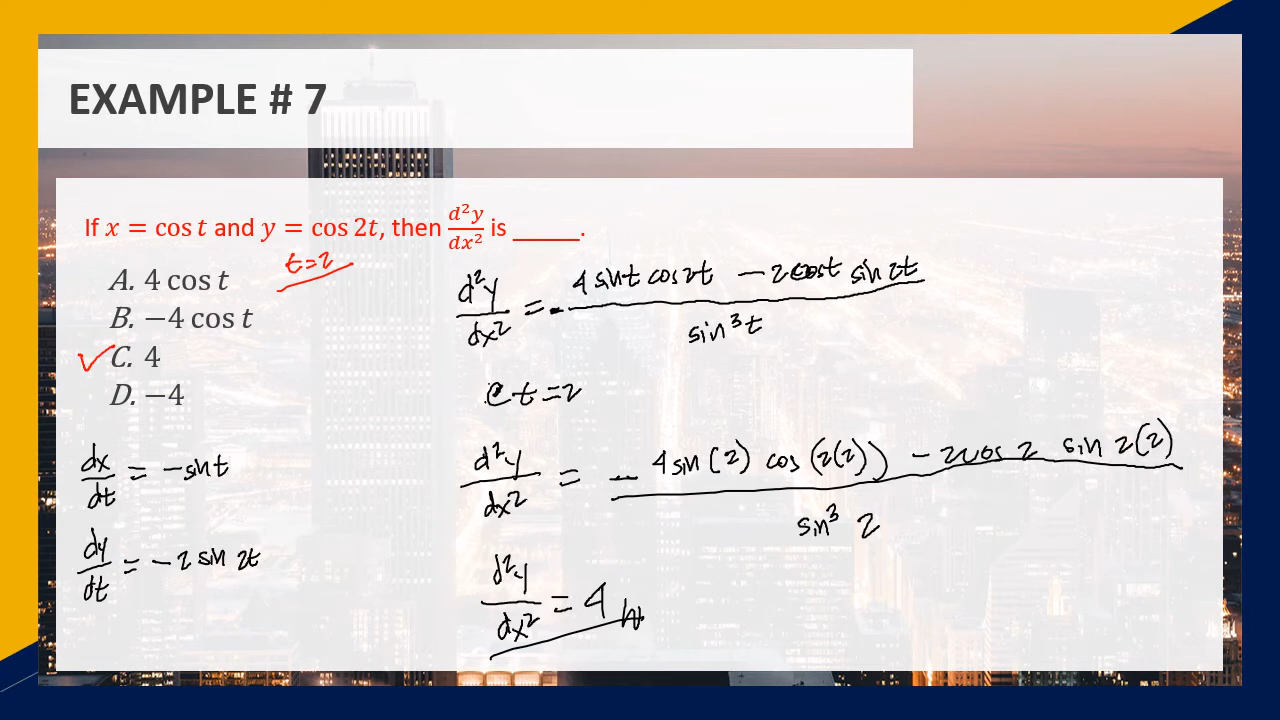 EXAMPLE # 7
If x = cos t and y = cos 2t, then d²y/dx² is ______.
t=2
A. 4 cos t
B. −4 cos t
C. 4
D. −4
dx/dt = −sin t
dy/dt = −2 sin 2t
d²y/dx² = − (4 sin t cos 2t − 2 cos t sin 2t)/sin³ t
@ t=2
d²y/dx² = − (4 sin (2) cos (2(2)) − 2 cos 2 sin 2(2))/sin³ 2
d²y/dx² = 4